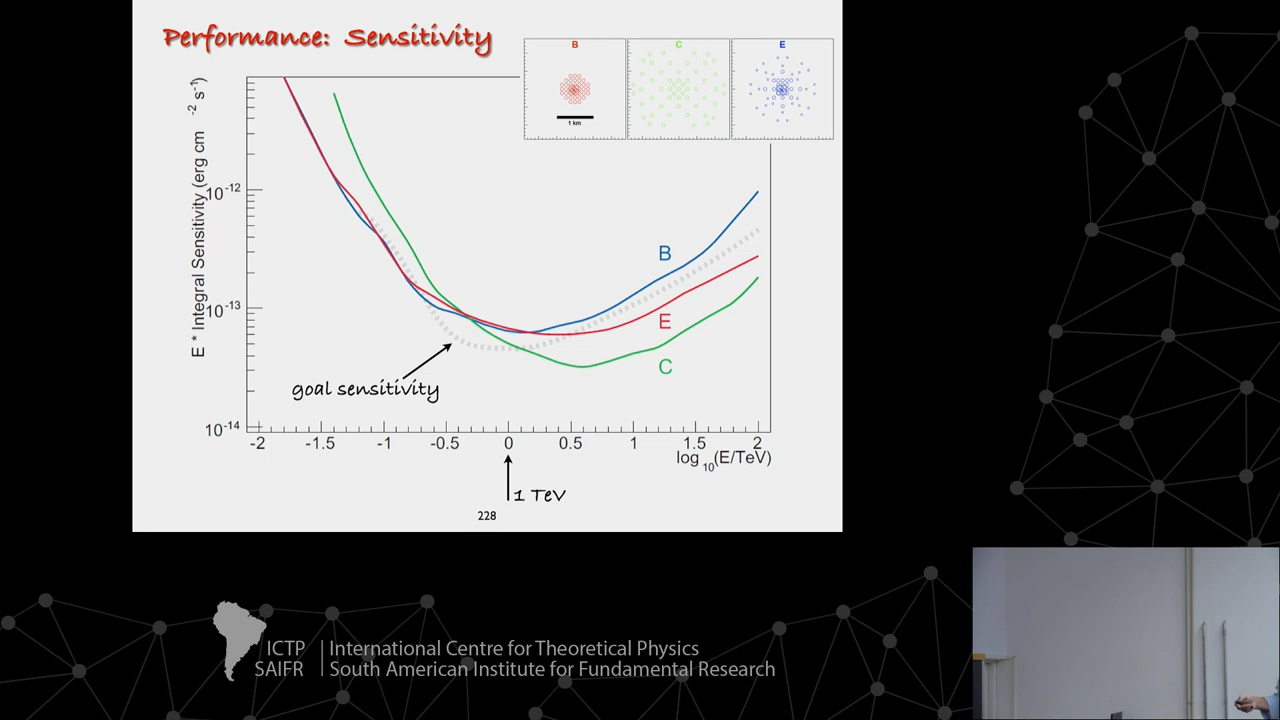 Performance: Sensitivity
B
C
E
1 km
E * Integral Sensitivity (erg cm -2 s-1)
10-12
10-13
10-14
B
E
C
goal sensitivity
-2 -1.5 -1 -0.5 0 0.5 1 1.5 2
log10(E/TeV)
1 TeV
228
ICTP International Centre for Theoretical Physics
SAIFR South American Institute for Fundamental Research